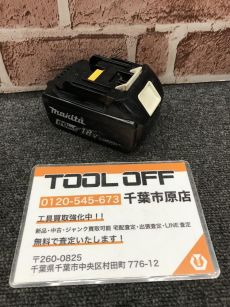 makita
18V
TOOL OFF
0120-545-673 千葉市原店
工具買取強化中！！
新品・中古・ジャンク買取可能 宅配査定・出張査定・LINE査定
無料で査定いたします！
〒260-0825
千葉県千葉市中央区村田町 776-12